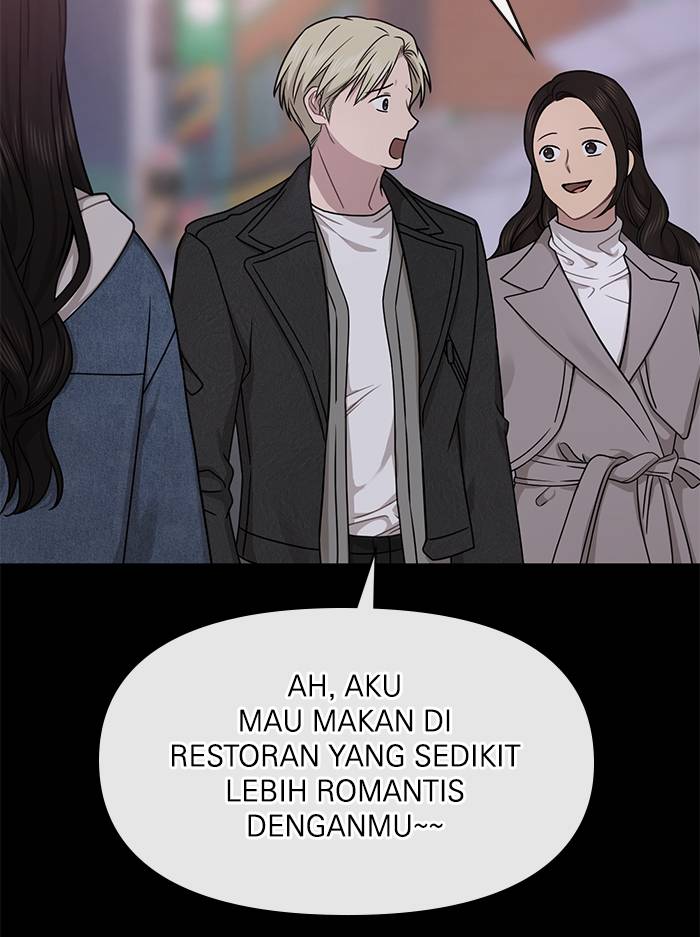 AH, AKU
MAU MAKAN DI
RESTORAN YANG SEDIKIT
LEBIH ROMANTIS
DENGANMU~~